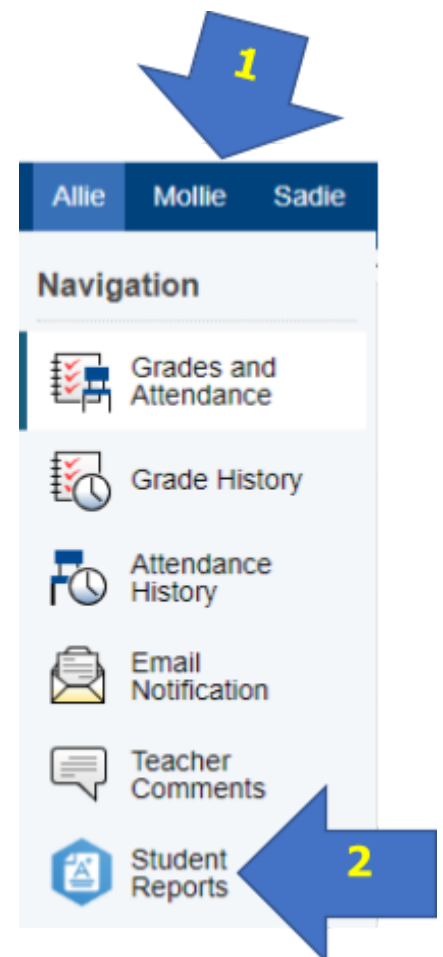 1
Allie Mollie Sadie
Navigation
Grades and
Attendance
Grade History
Attendance
History
Email
Notification
Teacher
Comments
Student
Reports
2